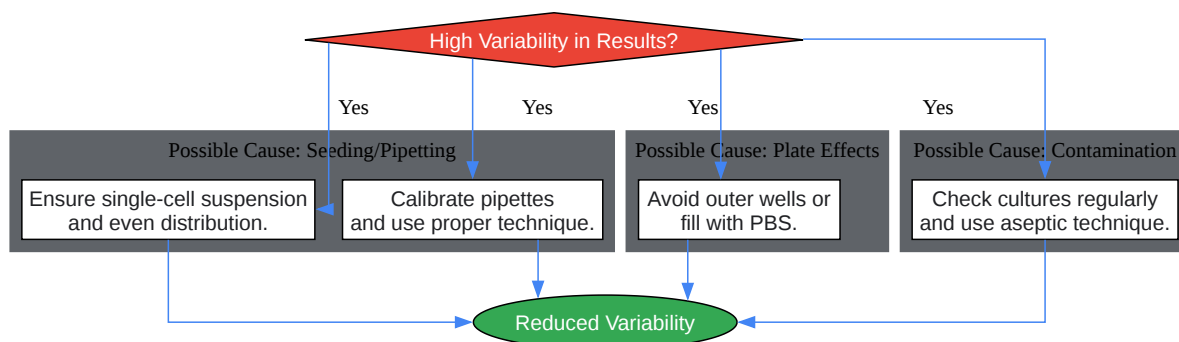 High Variability in Results?
Yes
Yes
Yes
Yes
Possible Cause: Seeding/Pipetting
Possible Cause: Plate Effects
Possible Cause: Contamination
Ensure single-cell suspension
and even distribution.
Calibrate pipettes
and use proper technique.
Avoid outer wells or
fill with PBS.
Check cultures regularly
and use aseptic technique.
Reduced Variability